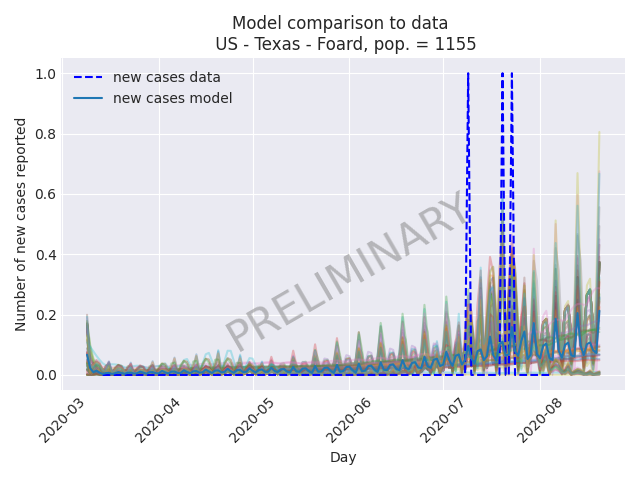 Model comparison to data
US - Texas - Foard, pop. = 1155
new cases data
new cases model
Number of new cases reported
1.0
0.8
0.6
0.4
0.2
0.0
PRELIMINARY
2020-03
2020-04
2020-05
2020-06
2020-07
2020-08
Day